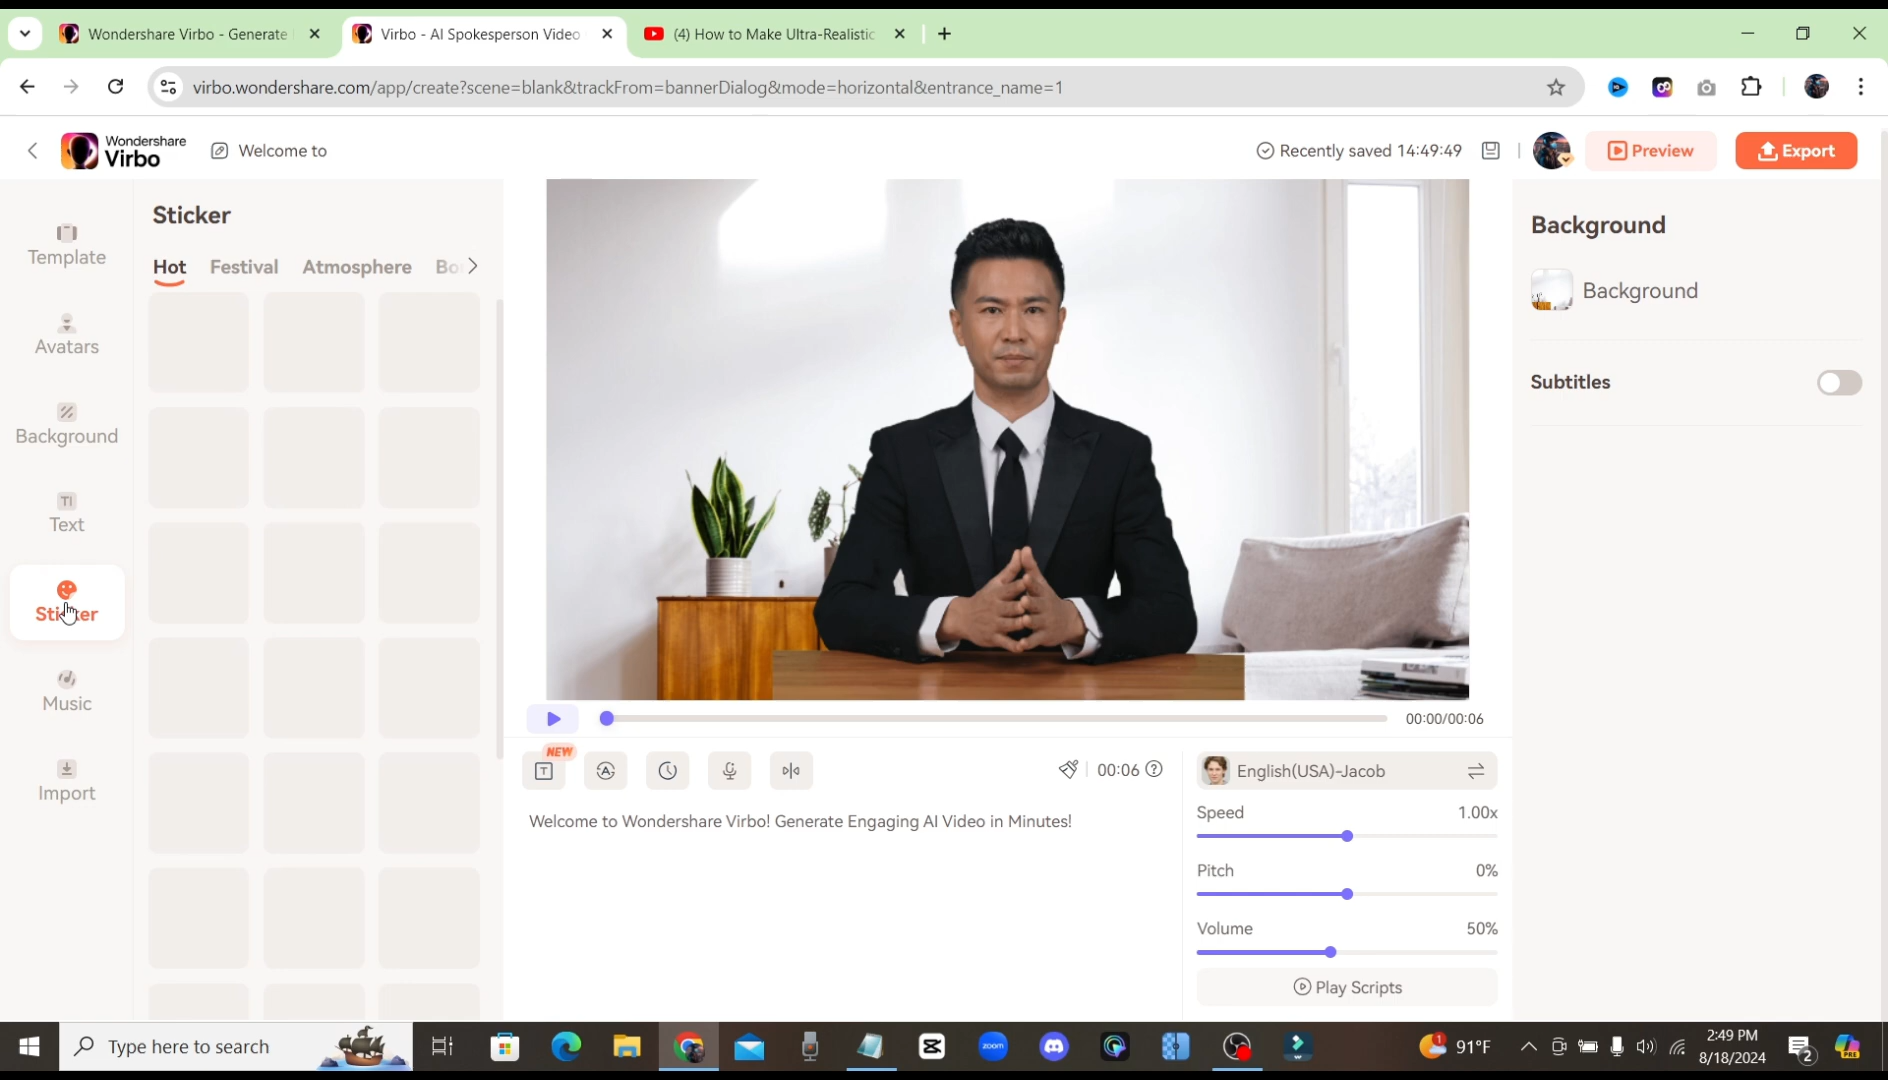 Wondershare Virbo - Generate
Virbo - AI Spokesperson Video
(4) How to Make Ultra-Realistic
virbo.wondershare.com/app/create?scene=blank&trackFrom=bannerDialog&mode=horizontal&entrance_name=1
Wondershare
Virbo
Welcome to
Recently saved 14:49:49
Preview
Export
Template
Avatars
Background
Text
Sticker
Music
Import
Sticker
Hot
Festival
Atmosphere
Background
Background
Subtitles
00:00/00:06
NEW
00:06
Welcome to Wondershare Virbo! Generate Engaging AI Video in Minutes!
English(USA)-Jacob
Speed 1.00x
Pitch 0%
Volume 50%
Play Scripts
Type here to search
zoom
91°F
2:49 PM
8/18/2024
2
PRE